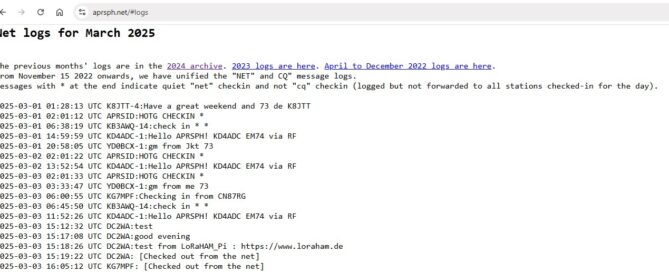 aprsph.net/#logs
Net logs for March 2025
he previous months' logs are in the 2024 archive. 2023 logs are here. April to December 2022 logs are here.
rom November 15 2022 onwards, we have unified the "NET" and CQ" message logs.
essages with * at the end indicate quiet "net" checkin and not "cq" checkin (logged but not forwarded to all stations checked-in for the day).
025-03-01 01:28:13 UTC K8JTT-4:Have a great weekend and 73 de K8JTT
025-03-01 02:01:12 UTC APRSID:HOTG CHECKIN *
025-03-01 06:38:19 UTC KB3AWQ-14:check in * *
025-03-01 14:59:59 UTC KD4ADC-1:Hello APRSPH! KD4ADC EM74 via RF
025-03-01 20:58:05 UTC YD0BCX-1:gm from Jkt 73
025-03-02 02:01:22 UTC APRSID:HOTG CHECKIN *
025-03-02 13:52:54 UTC KD4ADC-1:Hello APRSPH! KD4ADC EM74 via RF
025-03-03 02:01:33 UTC APRSID:HOTG CHECKIN *
025-03-03 03:33:47 UTC YD0BCX-1:gm from me 73
025-03-03 06:00:55 UTC KG7MPF:Checking in from CN87RG
025-03-03 06:45:50 UTC KB3AWQ-14:check in * *
025-03-03 11:52:26 UTC KD4ADC-1:Hello APRSPH! KD4ADC EM74 via RF
025-03-03 15:12:32 UTC DC2WA:test
025-03-03 15:17:08 UTC DC2WA:good evening
025-03-03 15:18:26 UTC DC2WA:test from LoRaHAM_Pi : https://www.loraham.de
025-03-03 15:19:22 UTC DC2WA: [Checked out from the net]
025-03-03 16:05:12 UTC KG7MPF: [Checked out from the net]